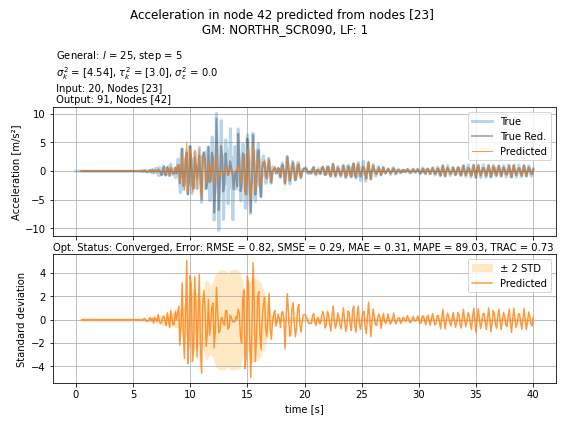 Acceleration in node 42 predicted from nodes [23]
GM: NORTHR_SCR090, LF: 1
General: l = 25, step = 5
σ²ₖ = [4.54], τ²ₖ = [3.0], σ²ₑ = 0.0
Input: 20, Nodes [23]
Output: 91, Nodes [42]
10
5
0
−5
−10
Acceleration [m/s²]
True
True Red.
Predicted
Opt. Status: Converged, Error: RMSE = 0.82, SMSE = 0.29, MAE = 0.31, MAPE = 89.03, TRAC = 0.73
4
2
0
−2
−4
Standard deviation
± 2 STD
Predicted
0 5 10 15 20 25 30 35 40
time [s]